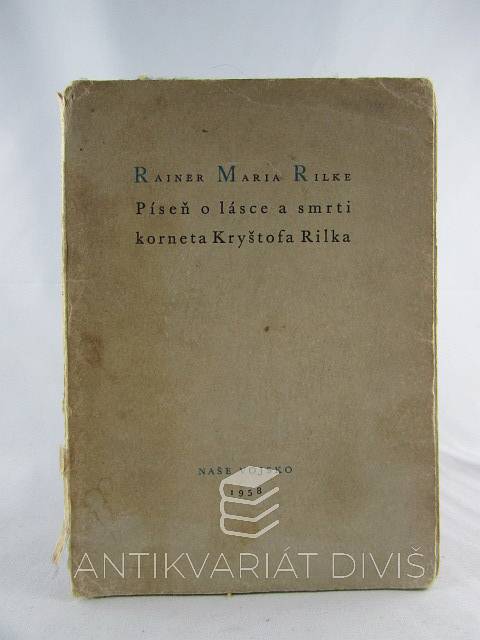 RAINER MARIA RILKE
Píseň o lásce a smrti
korneta Kryštofa Rilka
NAŠE VOJSKO
1958
ANTIKVARIÁT DIVIŠ